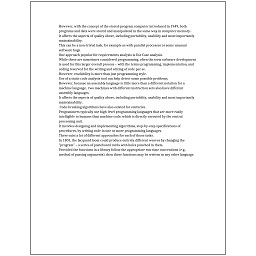 However, with the concept of the stored-program computer introduced in 1949, both
programs and data were stored and manipulated in the same way in computer memory.
It affects the aspects of quality above, including portability, usability and most importantly
maintainability.
This can be a non-trivial task, for example as with parallel processes or some unusual
software bugs.
One approach popular for requirements analysis is Use Case analysis.
While these are sometimes considered programming, often the term software development
is used for this larger overall process – with the terms programming, implementation, and
coding reserved for the writing and editing of code per se.
However, readability is more than just programming style.
Use of a static code analysis tool can help detect some possible problems.
However, because an assembly language is little more than a different notation for a
machine language, two machines with different instruction sets also have different
assembly languages.
It affects the aspects of quality above, including portability, usability and most importantly
maintainability.
Code-breaking algorithms have also existed for centuries.
Programmers typically use high-level programming languages that are more easily
intelligible to humans than machine code, which is directly executed by the central
processing unit.
It involves designing and implementing algorithms, step-by-step specifications of
procedures, by writing code in one or more programming languages.
There exist a lot of different approaches for each of those tasks.
In 1801, the Jacquard loom could produce entirely different weaves by changing the
"program" – a series of pasteboard cards with holes punched in them.
Provided the functions in a library follow the appropriate run-time conventions (e.g.,
method of passing arguments), then these functions may be written in any other language.